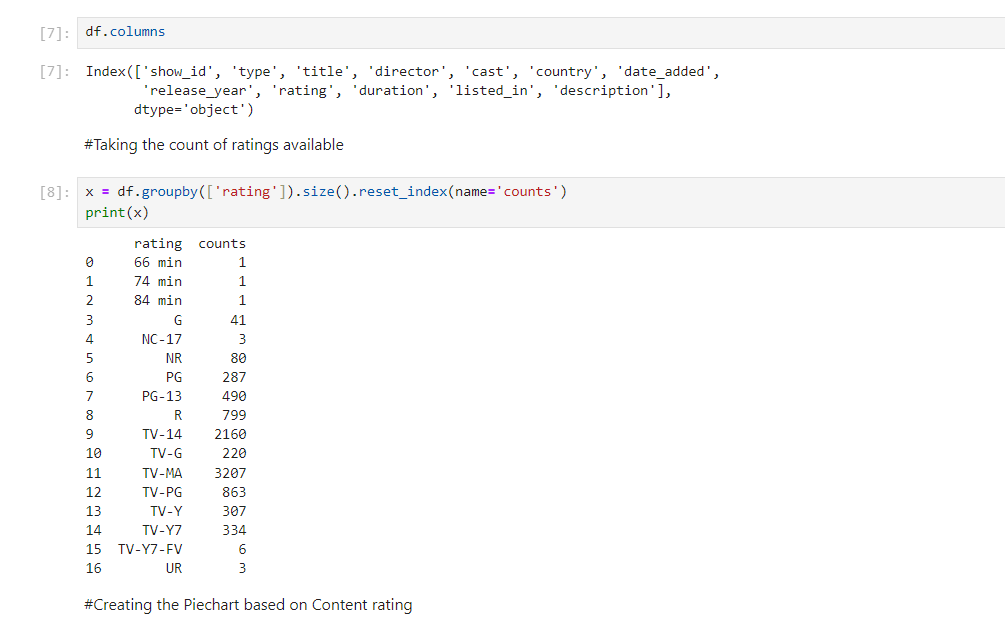 [7]: df.columns
[7]: Index(['show_id', 'type', 'title', 'director', 'cast', 'country', 'date_added',
'release_year', 'rating', 'duration', 'listed_in', 'description'],
dtype='object')
#Taking the count of ratings available
[8]: x = df.groupby(['rating']).size().reset_index(name='counts')
print(x)
rating counts
0 66 min 1
1 74 min 1
2 84 min 1
3 G 41
4 NC-17 3
5 NR 80
6 PG 287
7 PG-13 490
8 R 799
9 TV-14 2160
10 TV-G 220
11 TV-MA 3207
12 TV-PG 863
13 TV-Y 307
14 TV-Y7 334
15 TV-Y7-FV 6
16 UR 3
#Creating the Piechart based on Content rating